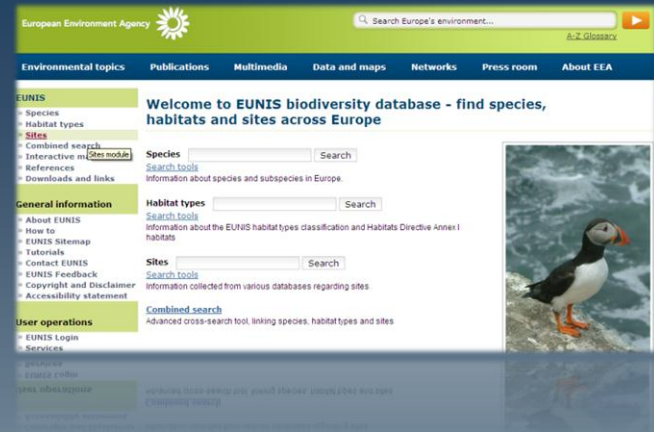 European Environment Agency
Search Europe's environment...
A-Z Glossary
Environmental topics Publications Multimedia Data and maps Networks Press room About EEA
EUNIS
Species
Habitat types
Sites
Combined search
Interactive
Sites module
References
Downloads and links
General information
About EUNIS
How to
EUNIS Sitemap
Tutorials
Contact EUNIS
EUNIS Feedback
Copyright and Disclaimer
Accessibility statement
User operations
EUNIS Login
Services
Welcome to EUNIS biodiversity database - find species,
habitats and sites across Europe
Species Search
Search tools
Information about species and subspecies in Europe.
Habitat types Search
Search tools
Information about the EUNIS habitat types classification and Habitats Directive Annex I
habitats
Sites Search
Search tools
Information collected from various databases regarding sites
Combined search
Advanced cross-search tool, linking species, habitat types and sites